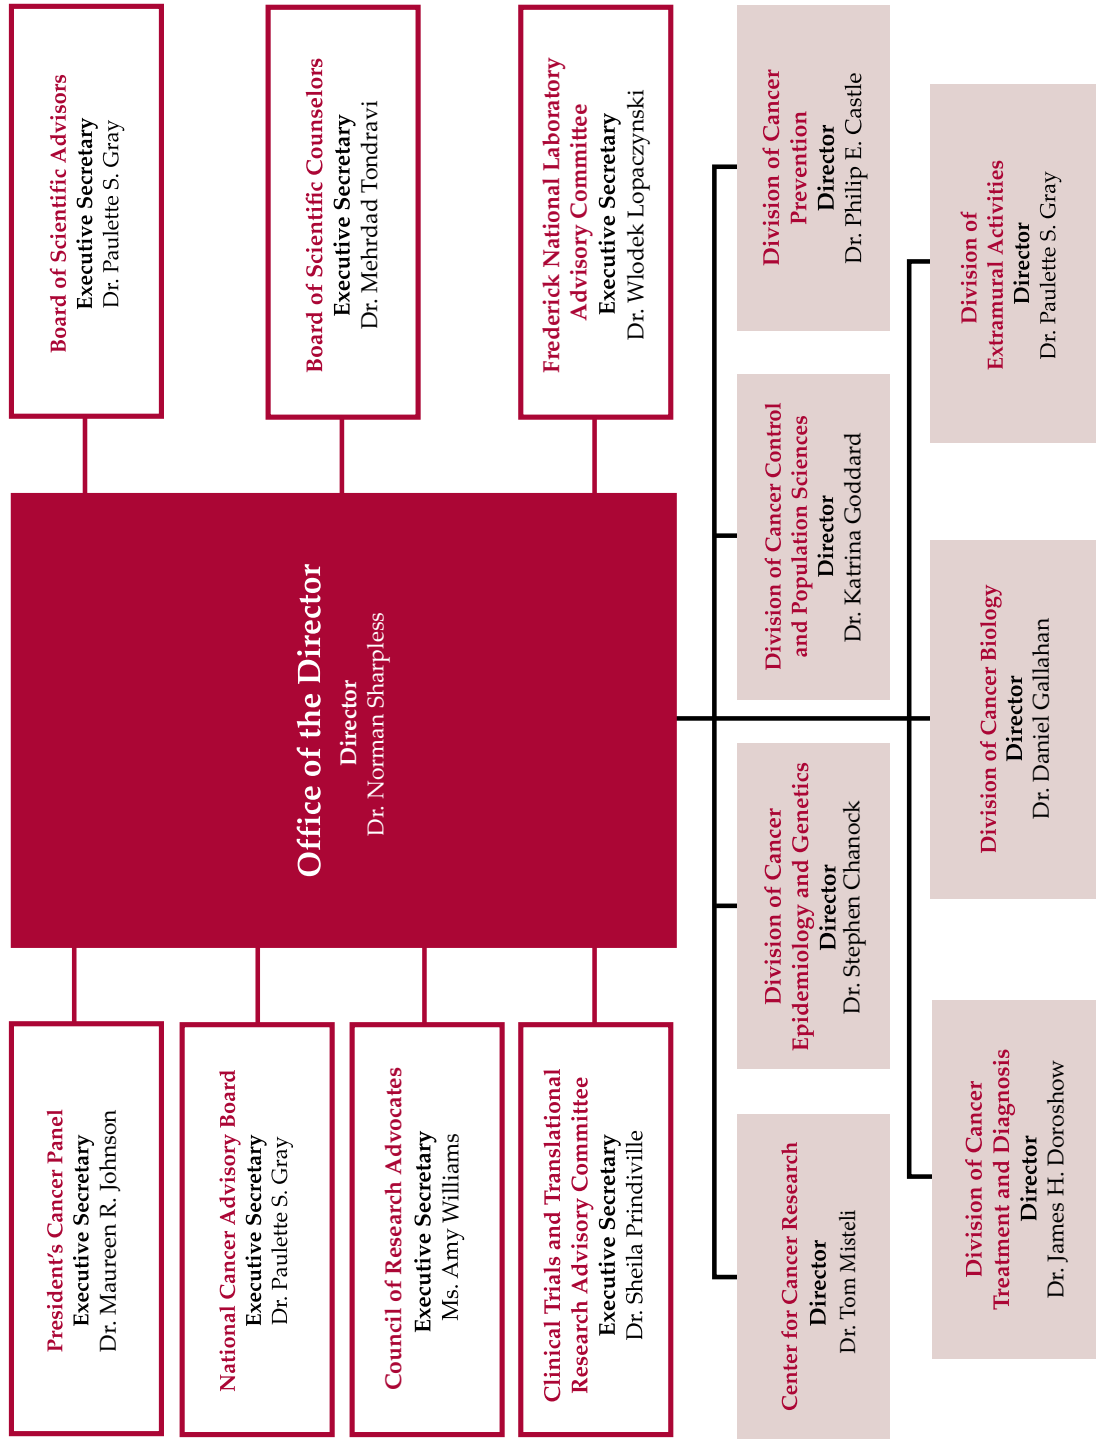 President's Cancer Panel
Executive Secretary
Dr. Maureen R. Johnson
National Cancer Advisory Board
Executive Secretary
Dr. Paulette S. Gray
Council of Research Advocates
Executive Secretary
Ms. Amy Williams
Clinical Trials and Translational
Research Advisory Committee
Executive Secretary
Dr. Sheila Prindiville
Office of the Director
Director
Dr. Norman Sharpless
Board of Scientific Advisors
Executive Secretary
Dr. Paulette S. Gray
Board of Scientific Counselors
Executive Secretary
Dr. Mehrdad Tondravi
Frederick National Laboratory
Advisory Committee
Executive Secretary
Dr. Wlodek Lopaczynski
Center for Cancer Research
Director
Dr. Tom Misteli
Division of Cancer
Epidemiology and Genetics
Director
Dr. Stephen Chanock
Division of Cancer Control
and Population Sciences
Director
Dr. Katrina Goddard
Division of Cancer
Prevention
Director
Dr. Philip E. Castle
Division of Cancer
Treatment and Diagnosis
Director
Dr. James H. Doroshow
Division of Cancer Biology
Director
Dr. Daniel Gallahan
Division of
Extramural Activities
Director
Dr. Paulette S. Gray